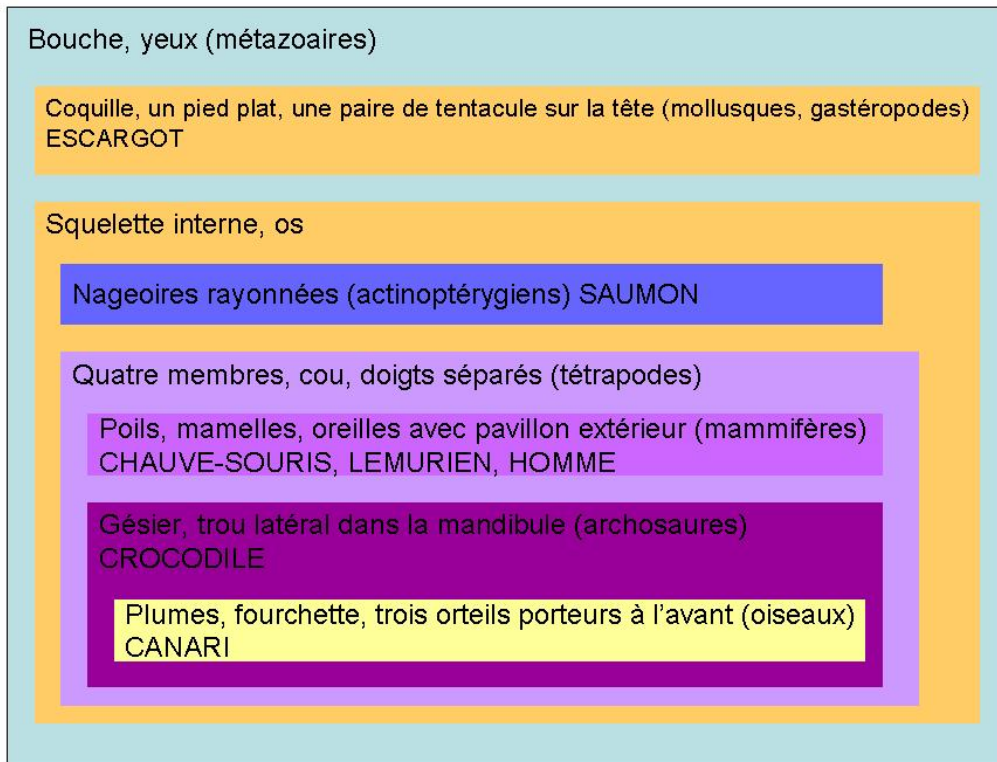 Bouche, yeux (métazoaires)
Coquille, un pied plat, une paire de tentacule sur la tête (mollusques, gastéropodes)
ESCARGOT
Squelette interne, os
Nageoires rayonnées (actinoptérygiens) SAUMON
Quatre membres, cou, doigts séparés (tétrapodes)
Poils, mamelles, oreilles avec pavillon extérieur (mammifères)
CHAUVE-SOURIS, LEMURIEN, HOMME
Gésier, trou latéral dans la mandibule (archosaures)
CROCODILE
Plumes, fourchette, trois orteils porteurs à l'avant (oiseaux)
CANARI